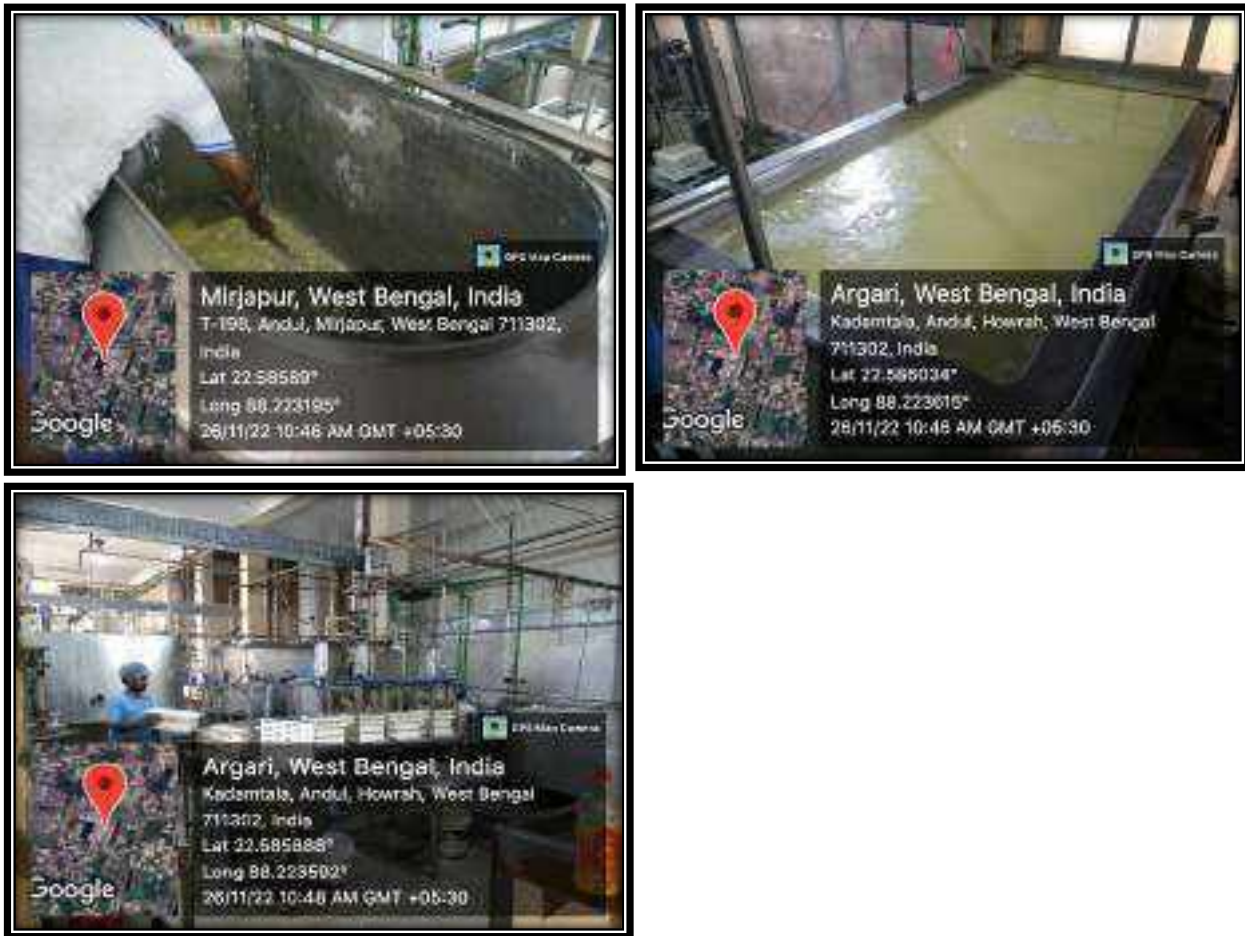 GPS Map Camera
Mirjapur, West Bengal, India
T-198, Andul, Mirjapur, West Bengal 711302,
India
Lat 22.58589°
Long 88.223195°
26/11/22 10:46 AM GMT +05:30
Google
GPS Map Camera
Argari, West Bengal, India
Kadamtala, Andul, Howrah, West Bengal
711302, India
Lat 22.586034°
Long 88.223615°
26/11/22 10:46 AM GMT +05:30
Google
GPS Map Camera
Argari, West Bengal, India
Kadamtala, Andul, Howrah, West Bengal
711302, India
Lat 22.585888°
Long 88.223502°
26/11/22 10:48 AM GMT +05:30
Google